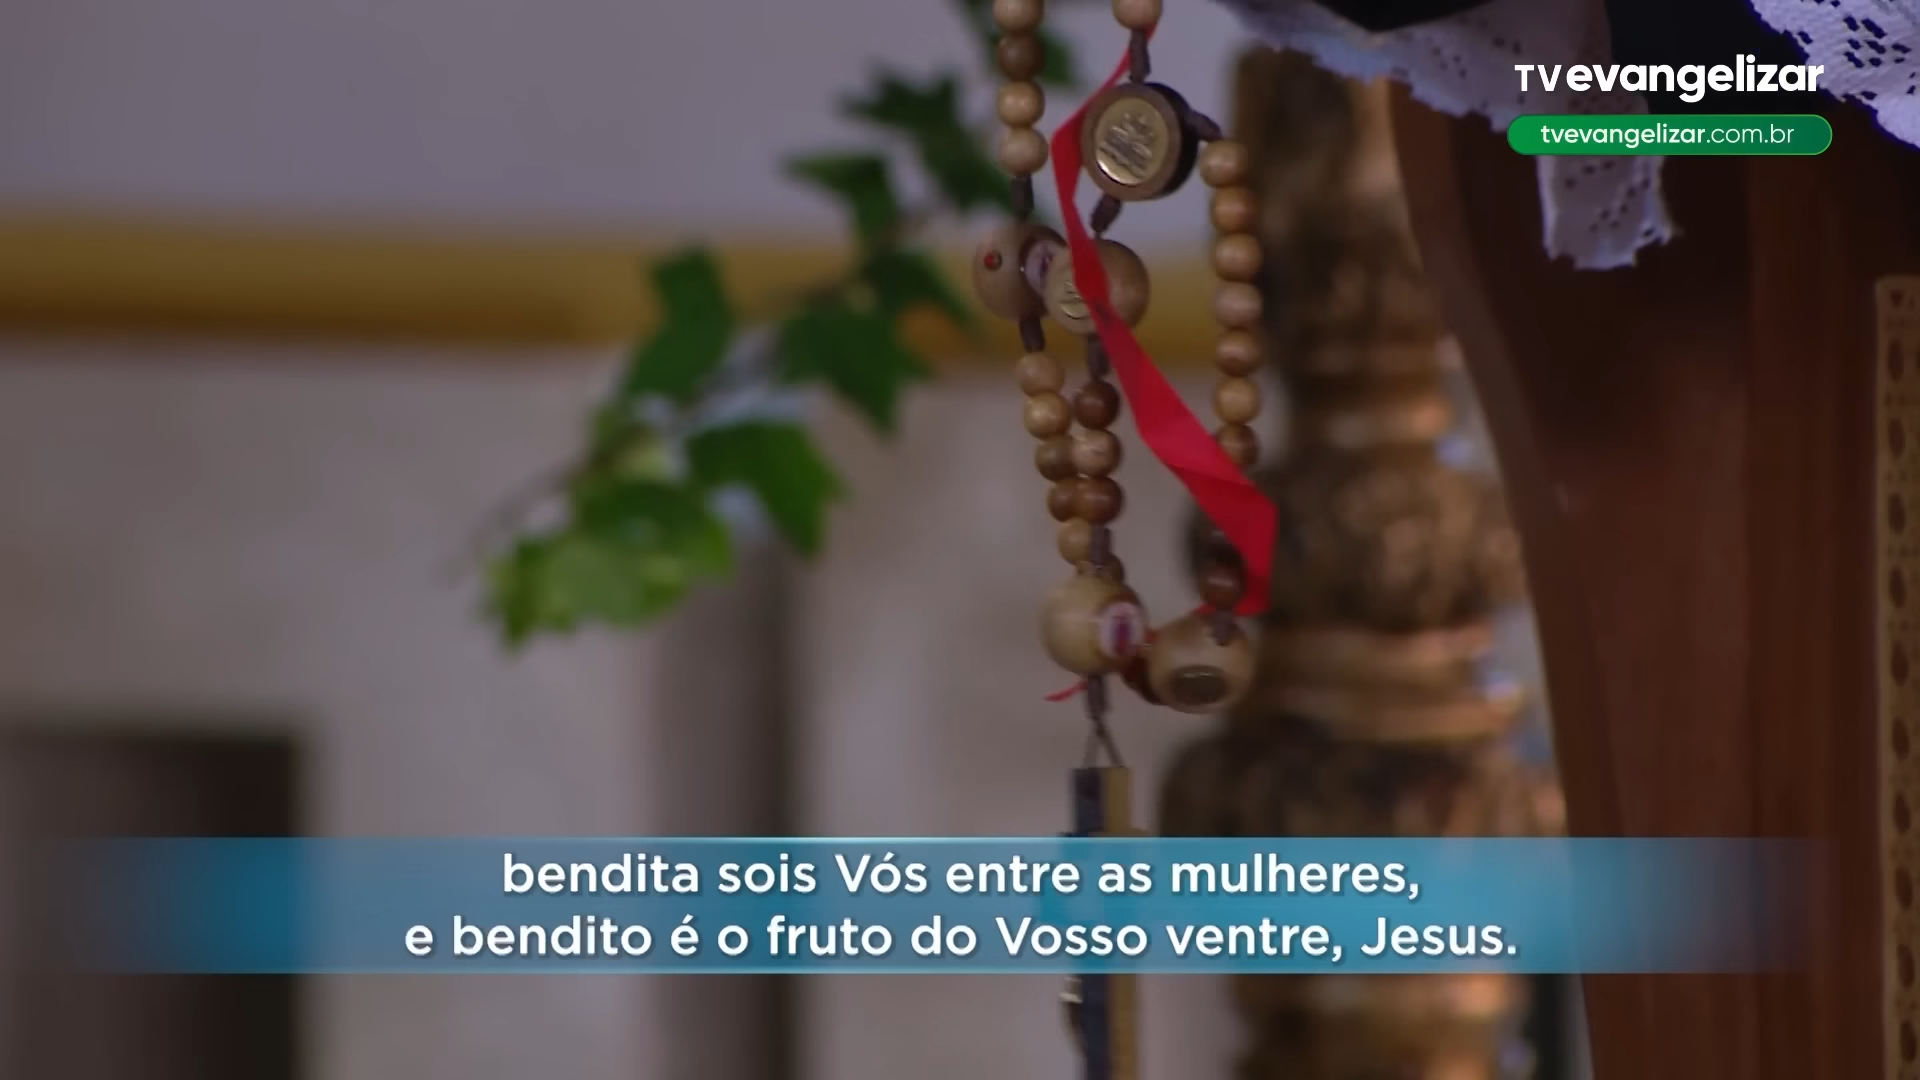 TVevangelizar
tvevangelizar.com.br
bendita sois Vós entre as mulheres,
e bendito é o fruto do Vosso ventre, Jesus.